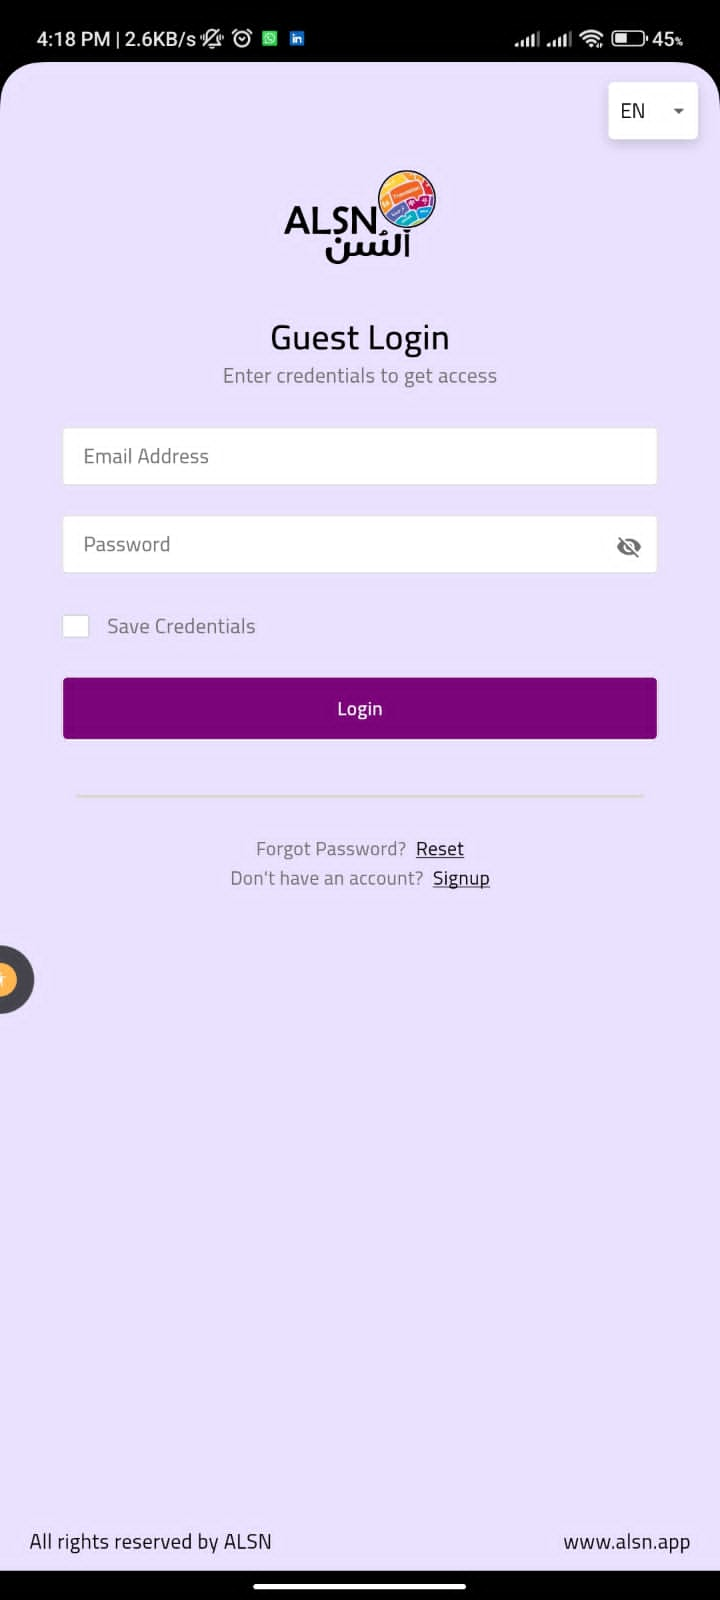 4:18 PM | 2.6KB/s
45%
EN
ALSN
ألسُن
Guest Login
Enter credentials to get access
Email Address
Password
Save Credentials
Login
Forgot Password? Reset
Don't have an account? Signup
All rights reserved by ALSN
www.alsn.app